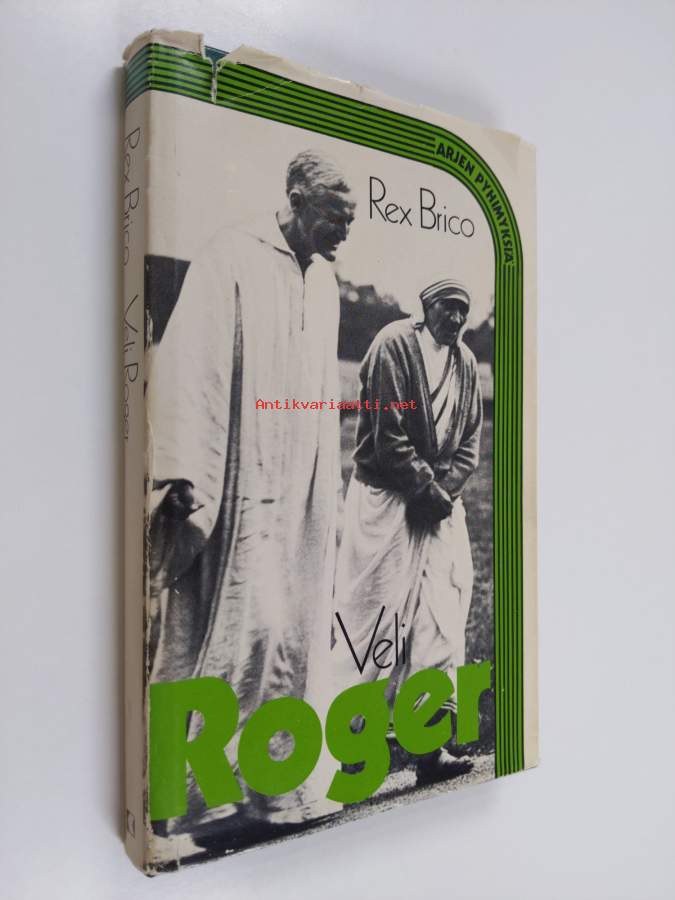 Rex Brico Veli Roger
ARJEN PYHIMYKSIÄ
Rex Brico
Antikvariaatti.net
Veli
Roger